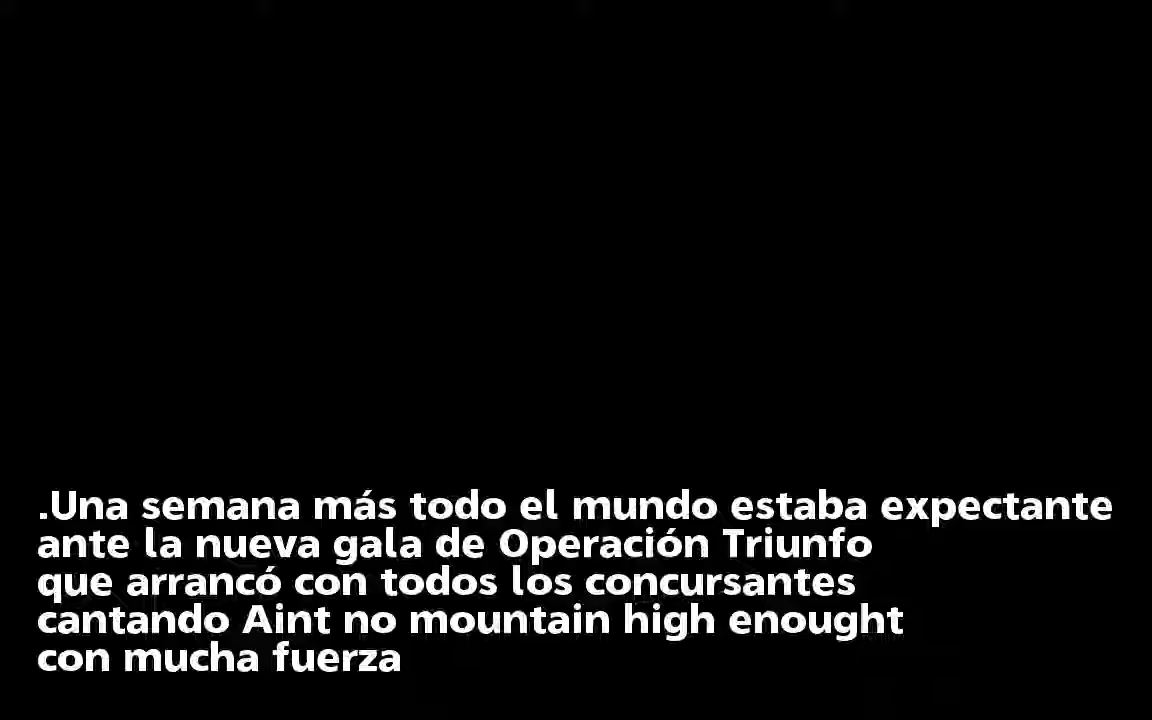 .Una semana más todo el mundo estaba expectante
ante la nueva gala de Operación Triunfo
que arrancó con todos los concursantes
cantando Aint no mountain high enought
con mucha fuerza